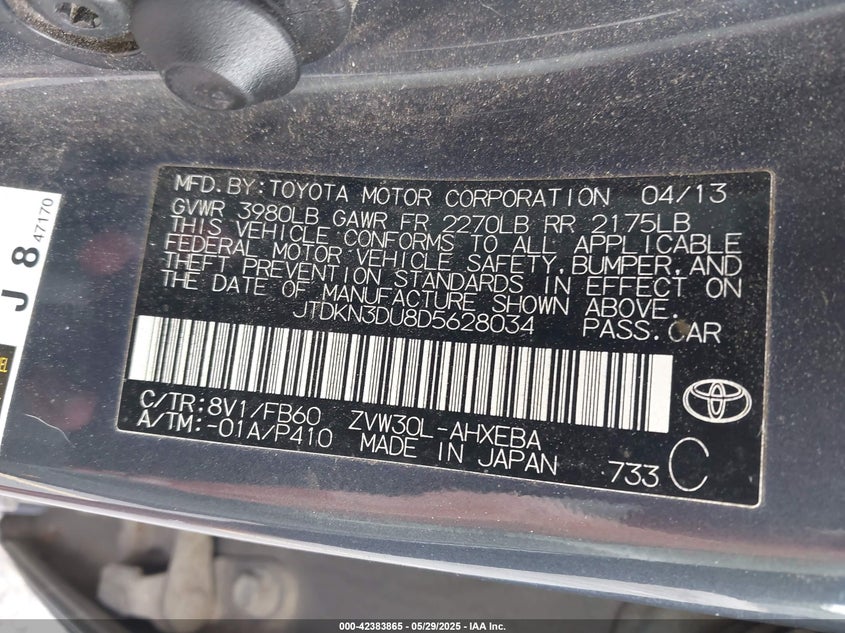 MFD.BY:TOYOTA MOTOR CORPORATION 04/13
GVWR 3980LB GAWR FR 2270LB RR 2175LB
THIS VEHICLE CONFORMS TO ALL APPLICABLE
FEDERAL MOTOR VEHICLE SAFETY,BUMPER,AND
THEFT PREVENTION STANDARDS IN EFFECT ON
THE DATE OF MANUFACTURE SHOWN ABOVE.
JTDKN3DU8D5628034 PASS.CAR
C/TR:8V1/FB60 ZVW30L-AHXEBA
A/TM:-01A/P410 MADE IN JAPAN 733 C
J 8 47170
000-42383865 - 05/29/2025 - IAA Inc.